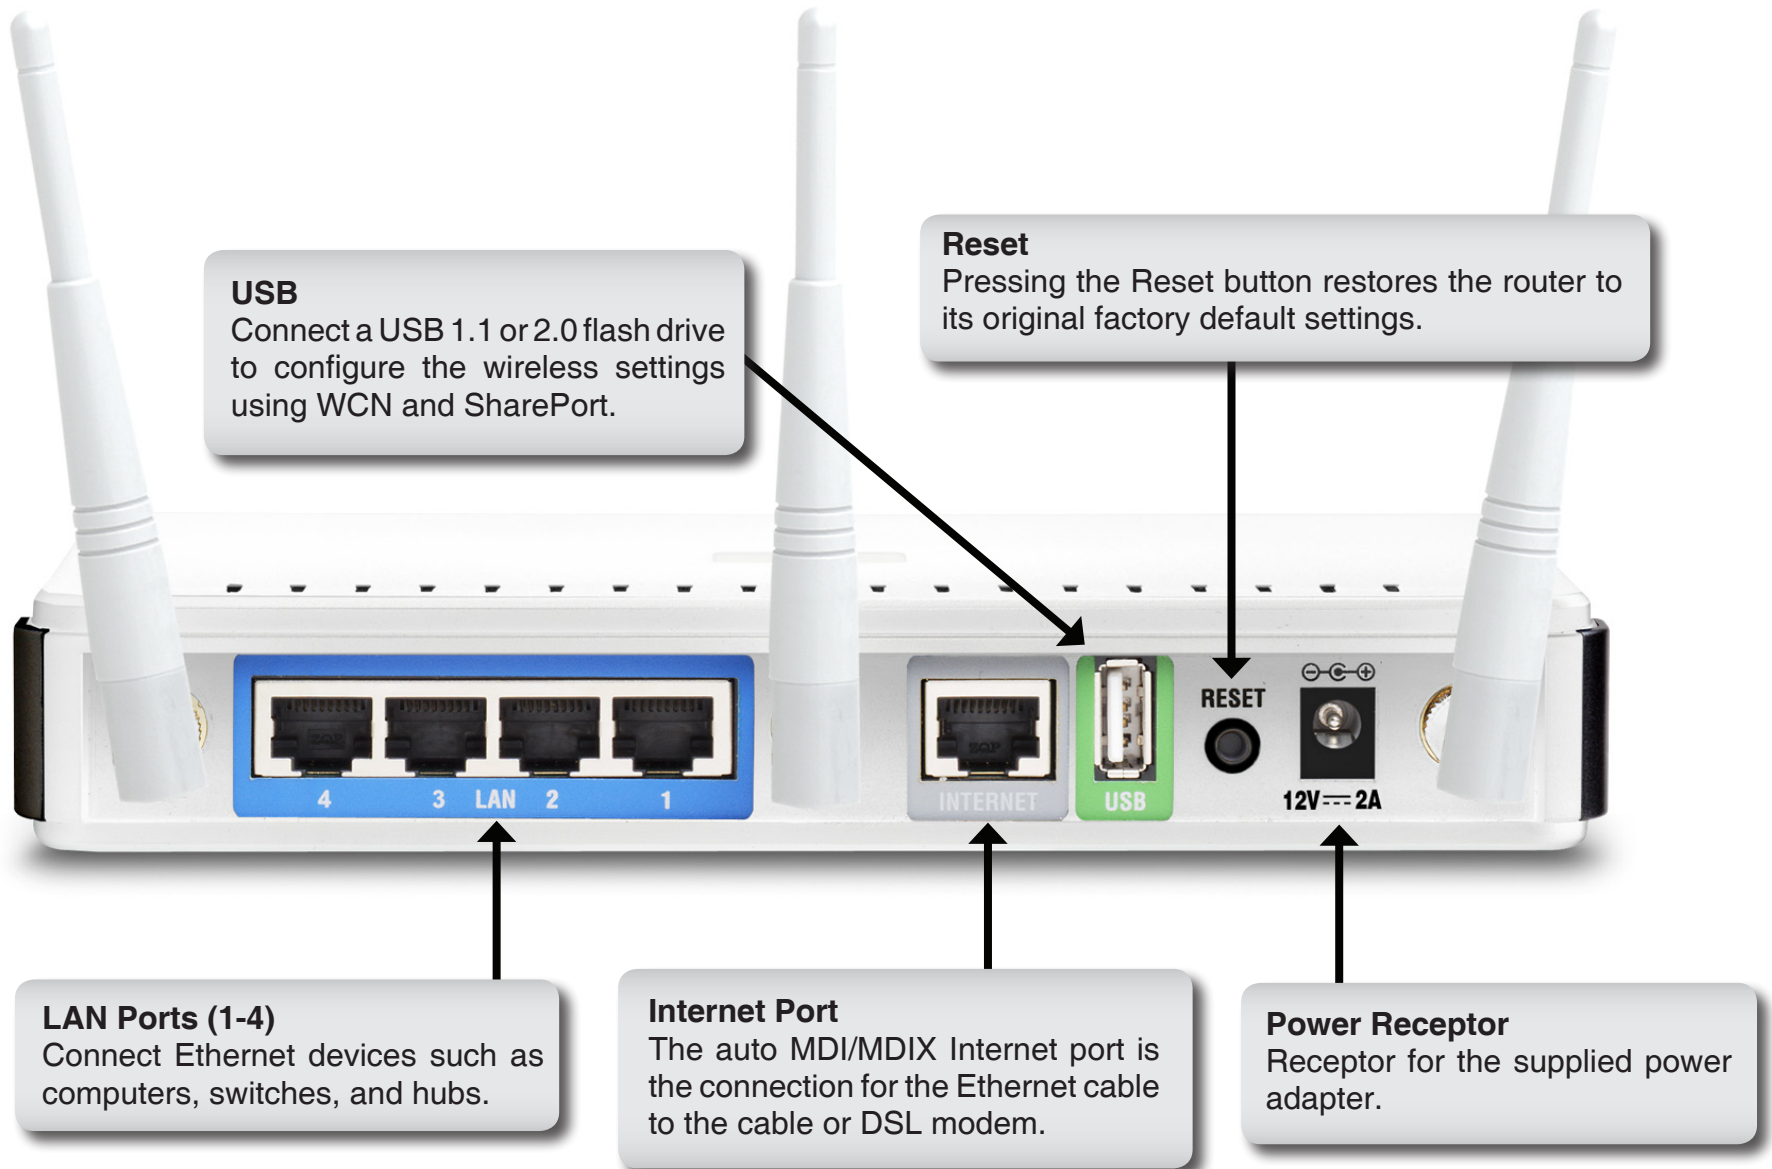 USB
Connect a USB 1.1 or 2.0 flash drive
to configure the wireless settings
using WCN and SharePort.
Reset
Pressing the Reset button restores the router to
its original factory default settings.
RESET
4 3 LAN 2 1
INTERNET
USB
12V 2A
LAN Ports (1-4)
Connect Ethernet devices such as
computers, switches, and hubs.
Internet Port
The auto MDI/MDIX Internet port is
the connection for the Ethernet cable
to the cable or DSL modem.
Power Receptor
Receptor for the supplied power
adapter.